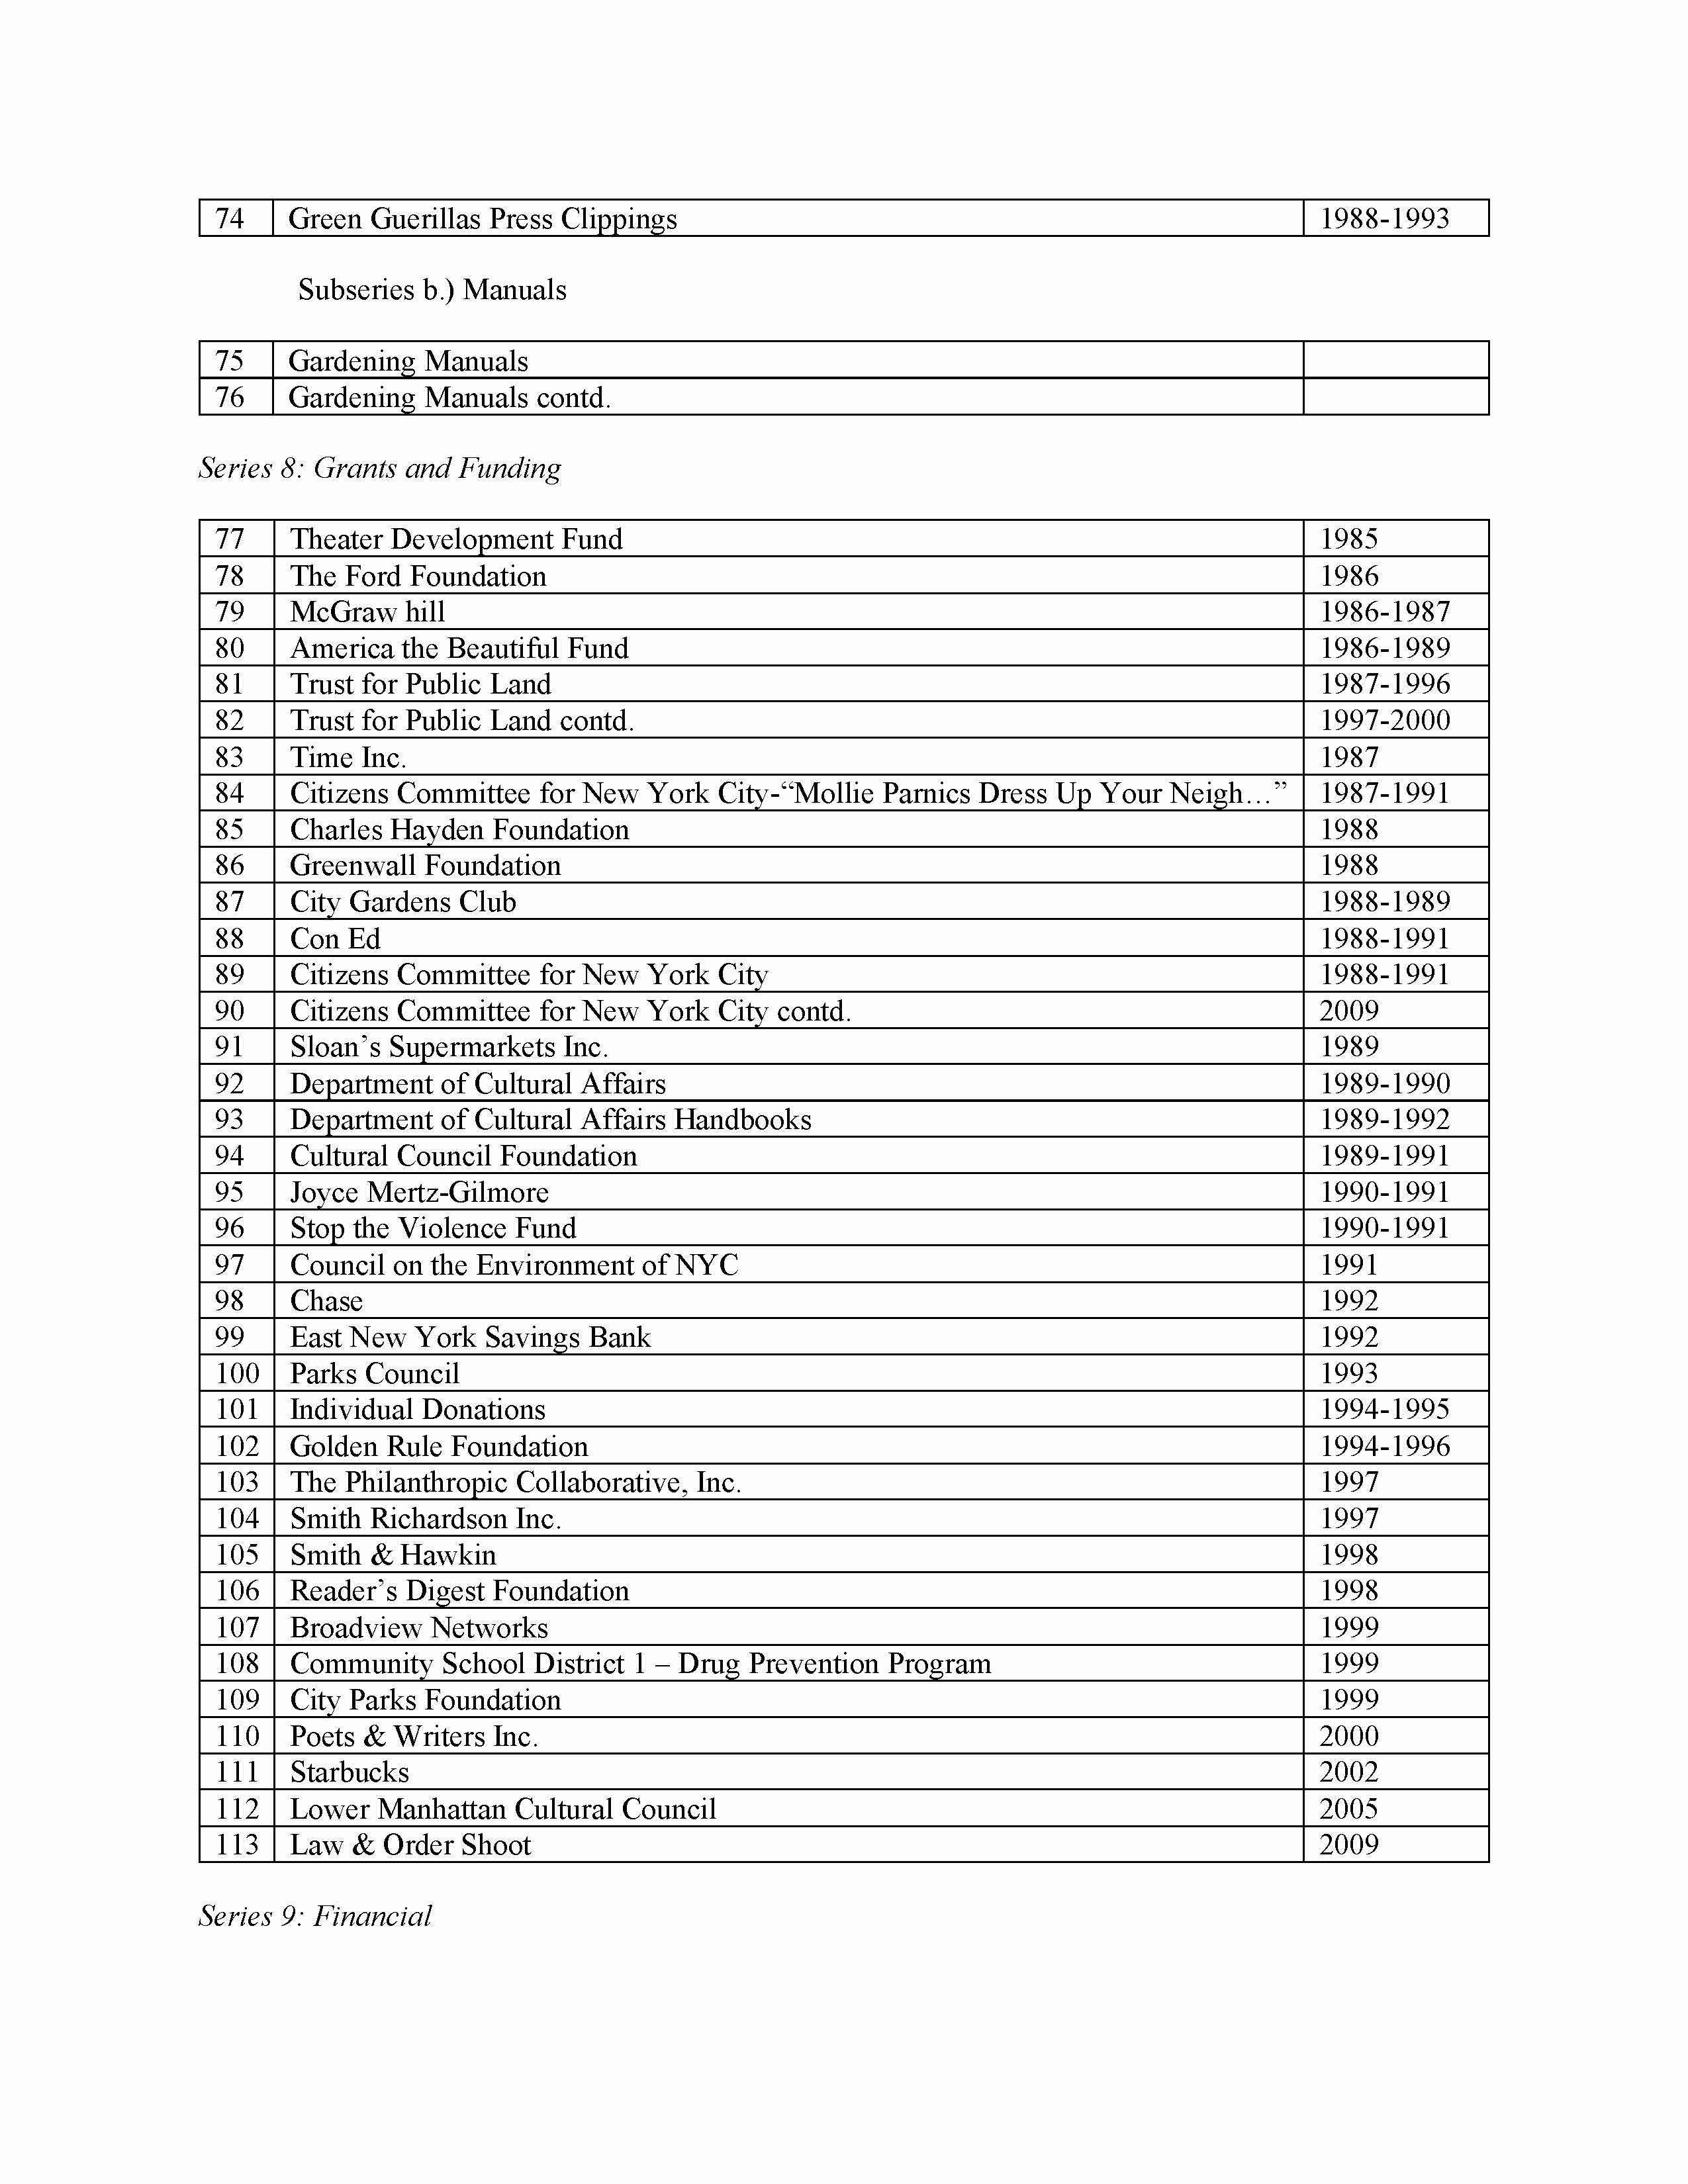 74 Green Guerillas Press Clippings 1988-1993
Subseries b.) Manuals
75 Gardening Manuals
76 Gardening Manuals contd.
Series 8: Grants and Funding
77 Theater Development Fund 1985
78 The Ford Foundation 1986
79 McGraw hill 1986-1987
80 America the Beautiful Fund 1986-1989
81 Trust for Public Land 1987-1996
82 Trust for Public Land contd. 1997-2000
83 Time Inc. 1987
84 Citizens Committee for New York City-“Mollie Parnics Dress Up Your Neigh…” 1987-1991
85 Charles Hayden Foundation 1988
86 Greenwall Foundation 1988
87 City Gardens Club 1988-1989
88 Con Ed 1988-1991
89 Citizens Committee for New York City 1988-1991
90 Citizens Committee for New York City contd. 2009
91 Sloan’s Supermarkets Inc. 1989
92 Department of Cultural Affairs 1989-1990
93 Department of Cultural Affairs Handbooks 1989-1992
94 Cultural Council Foundation 1989-1991
95 Joyce Mertz-Gilmore 1990-1991
96 Stop the Violence Fund 1990-1991
97 Council on the Environment of NYC 1991
98 Chase 1992
99 East New York Savings Bank 1992
100 Parks Council 1993
101 Individual Donations 1994-1995
102 Golden Rule Foundation 1994-1996
103 The Philanthropic Collaborative, Inc. 1997
104 Smith Richardson Inc. 1997
105 Smith & Hawkin 1998
106 Reader’s Digest Foundation 1998
107 Broadview Networks 1999
108 Community School District 1 – Drug Prevention Program 1999
109 City Parks Foundation 1999
110 Poets & Writers Inc. 2000
111 Starbucks 2002
112 Lower Manhattan Cultural Council 2005
113 Law & Order Shoot 2009
Series 9: Financial